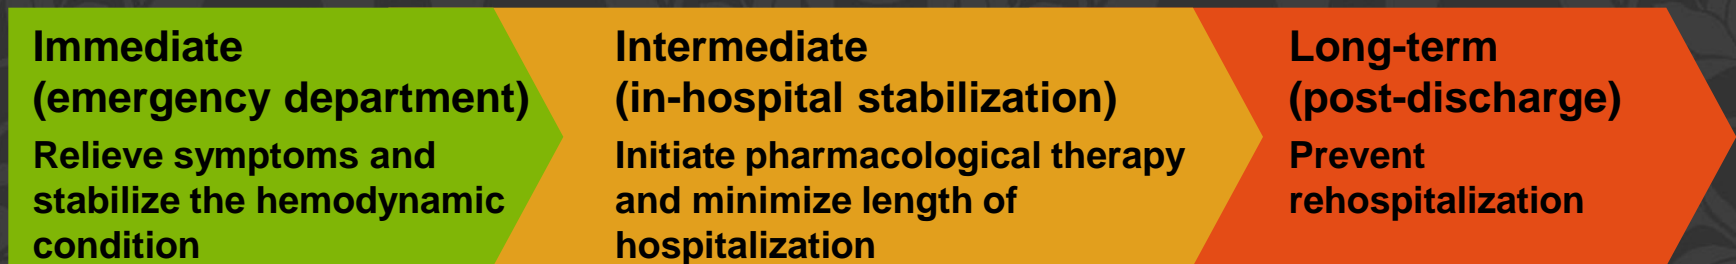 Immediate
(emergency department)
Relieve symptoms and
stabilize the hemodynamic
condition
Intermediate
(in-hospital stabilization)
Initiate pharmacological therapy
and minimize length of
hospitalization
Long-term
(post-discharge)
Prevent
rehospitalization